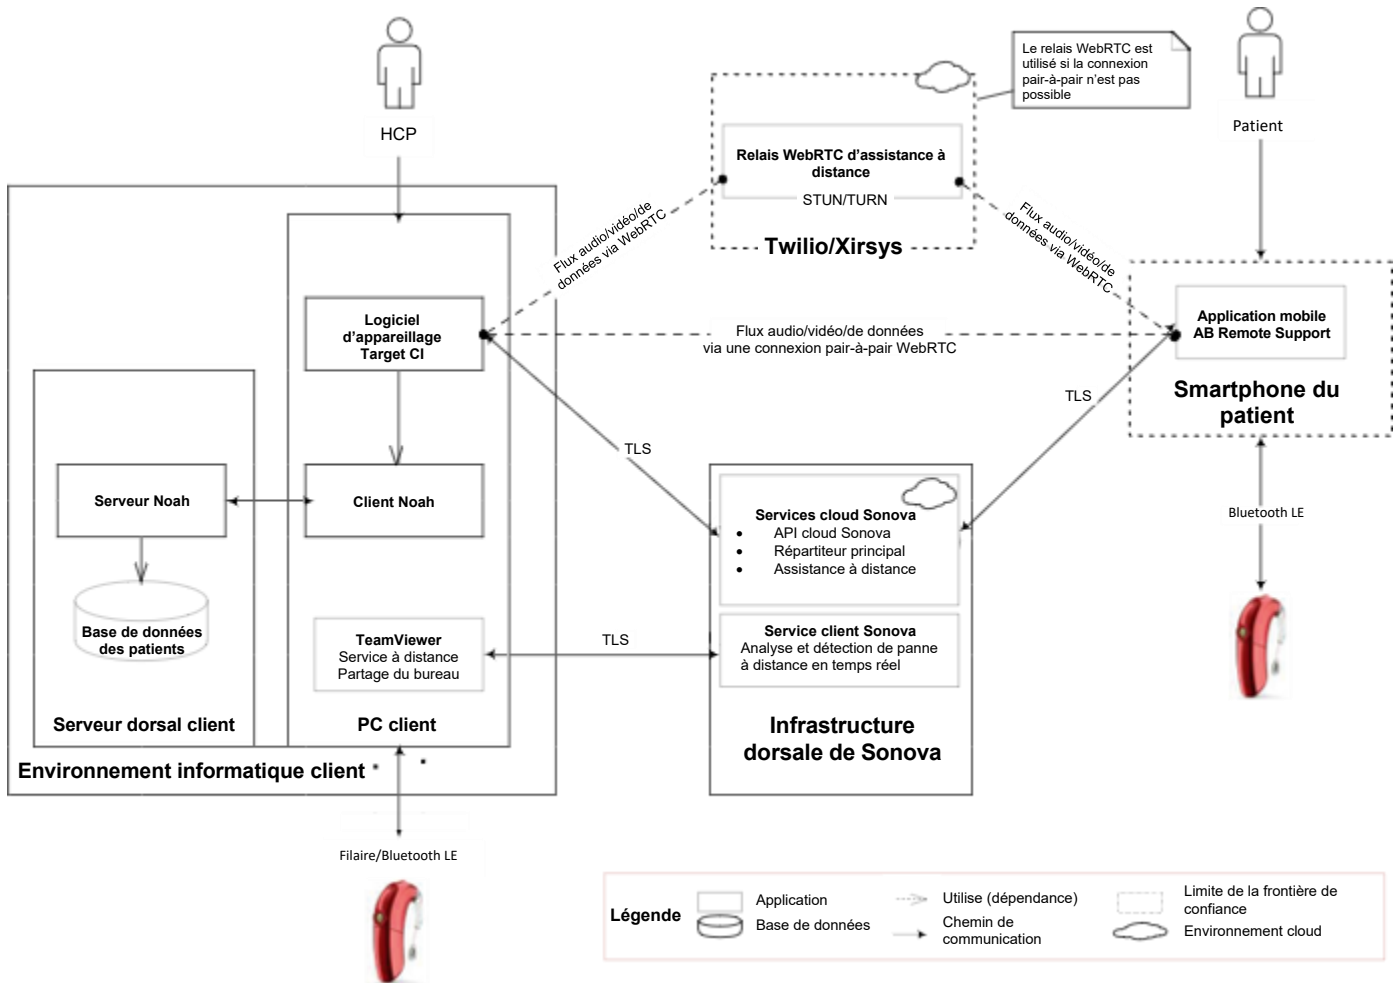 HCP
Le relais WebRTC est
utilisé si la connexion
pair-à-pair n'est pas
possible
Patient
Relais WebRTC d'assistance à
distance
STUN/TURN
Twilio/Xirsys
Flux audio/vidéo/de
données via WebRTC
Flux audio/vidéo/de
données via WebRTC
Logiciel
d'appareillage
Target CI
Flux audio/vidéo/de données
via une connexion pair-à-pair WebRTC
Application mobile
AB Remote Support
Smartphone du
patient
TLS
TLS
Serveur Noah
Client Noah
Services cloud Sonova
• API cloud Sonova
• Répartiteur principal
• Assistance à distance
Bluetooth LE
Base de données
des patients
TeamViewer
Service à distance
Partage du bureau
TLS
Service client Sonova
Analyse et détection de panne
à distance en temps réel
Serveur dorsal client
PC client
Infrastructure
dorsale de Sonova
Environnement informatique client
Filaire/Bluetooth LE
Légende
Application
Base de données
Utilise (dépendance)
Chemin de
communication
Limite de la frontière de
confiance
Environnement cloud